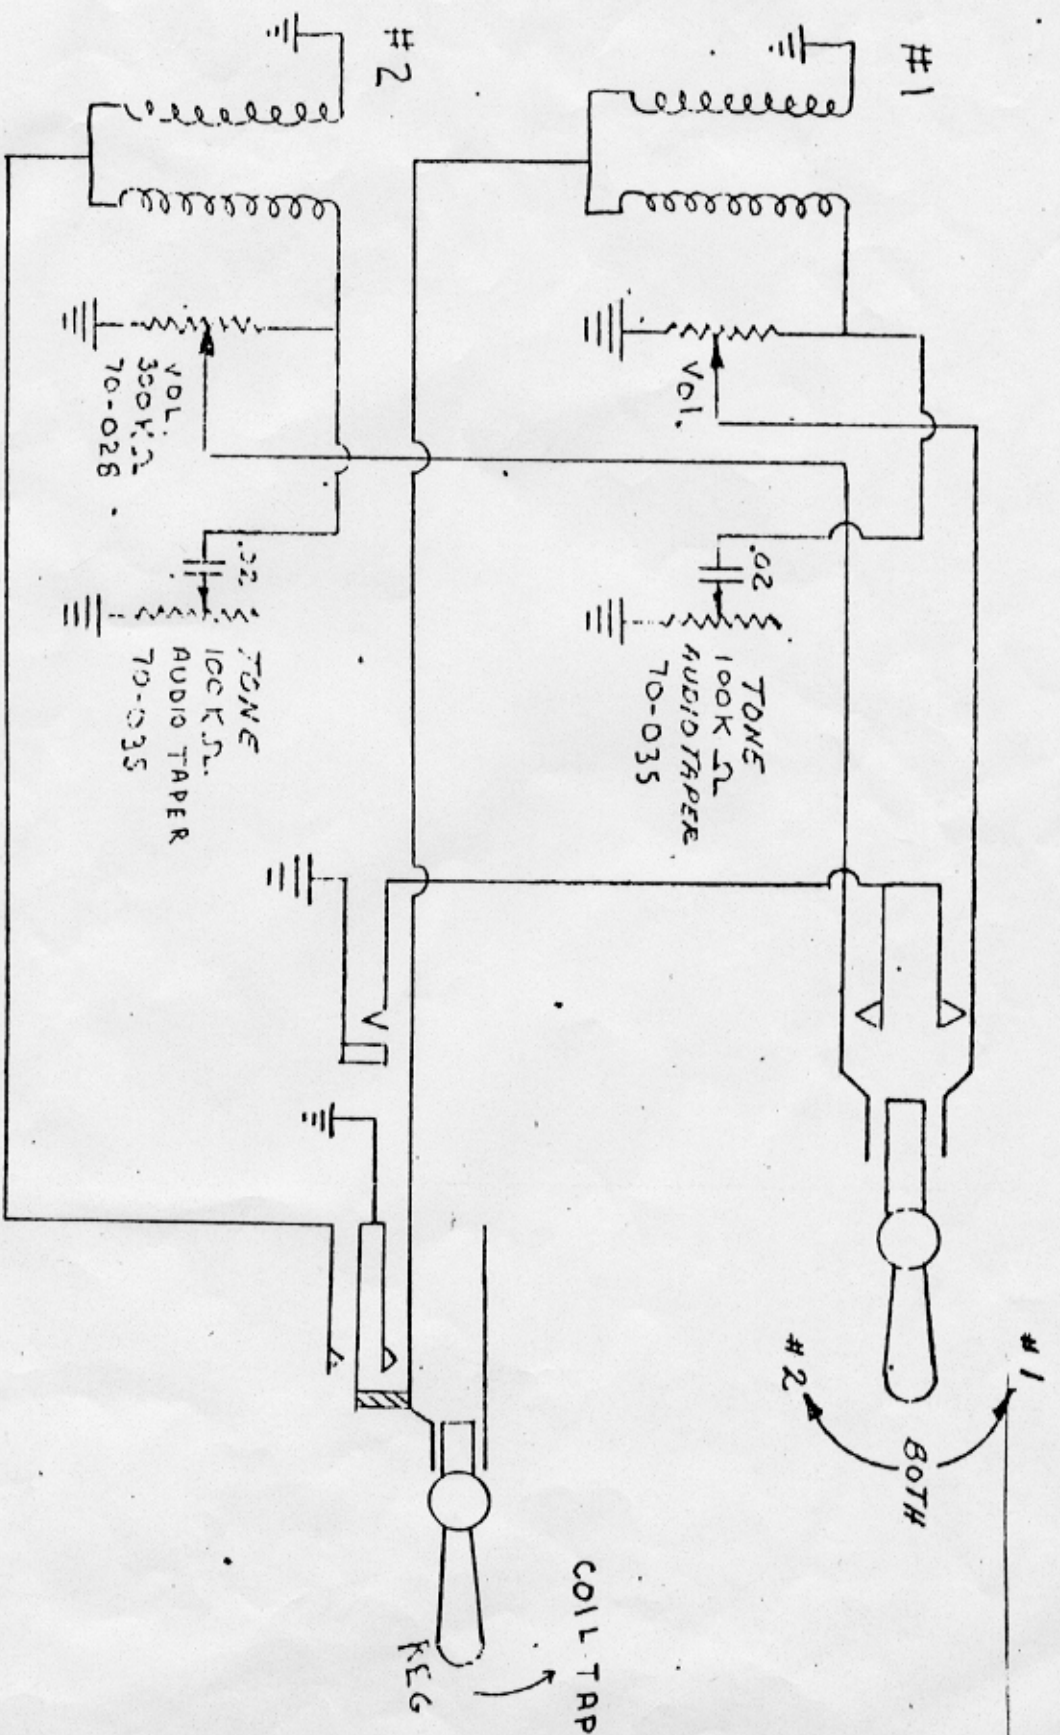 #1
#2
Vol.
VOL.
300K Ω
70-028
.02
TONE
100K Ω
AUDIO TAPER
70-035
.02
TONE
100K Ω.
AUDIO TAPER
70-035
#1
BOTH
#2
COIL TAP
REG